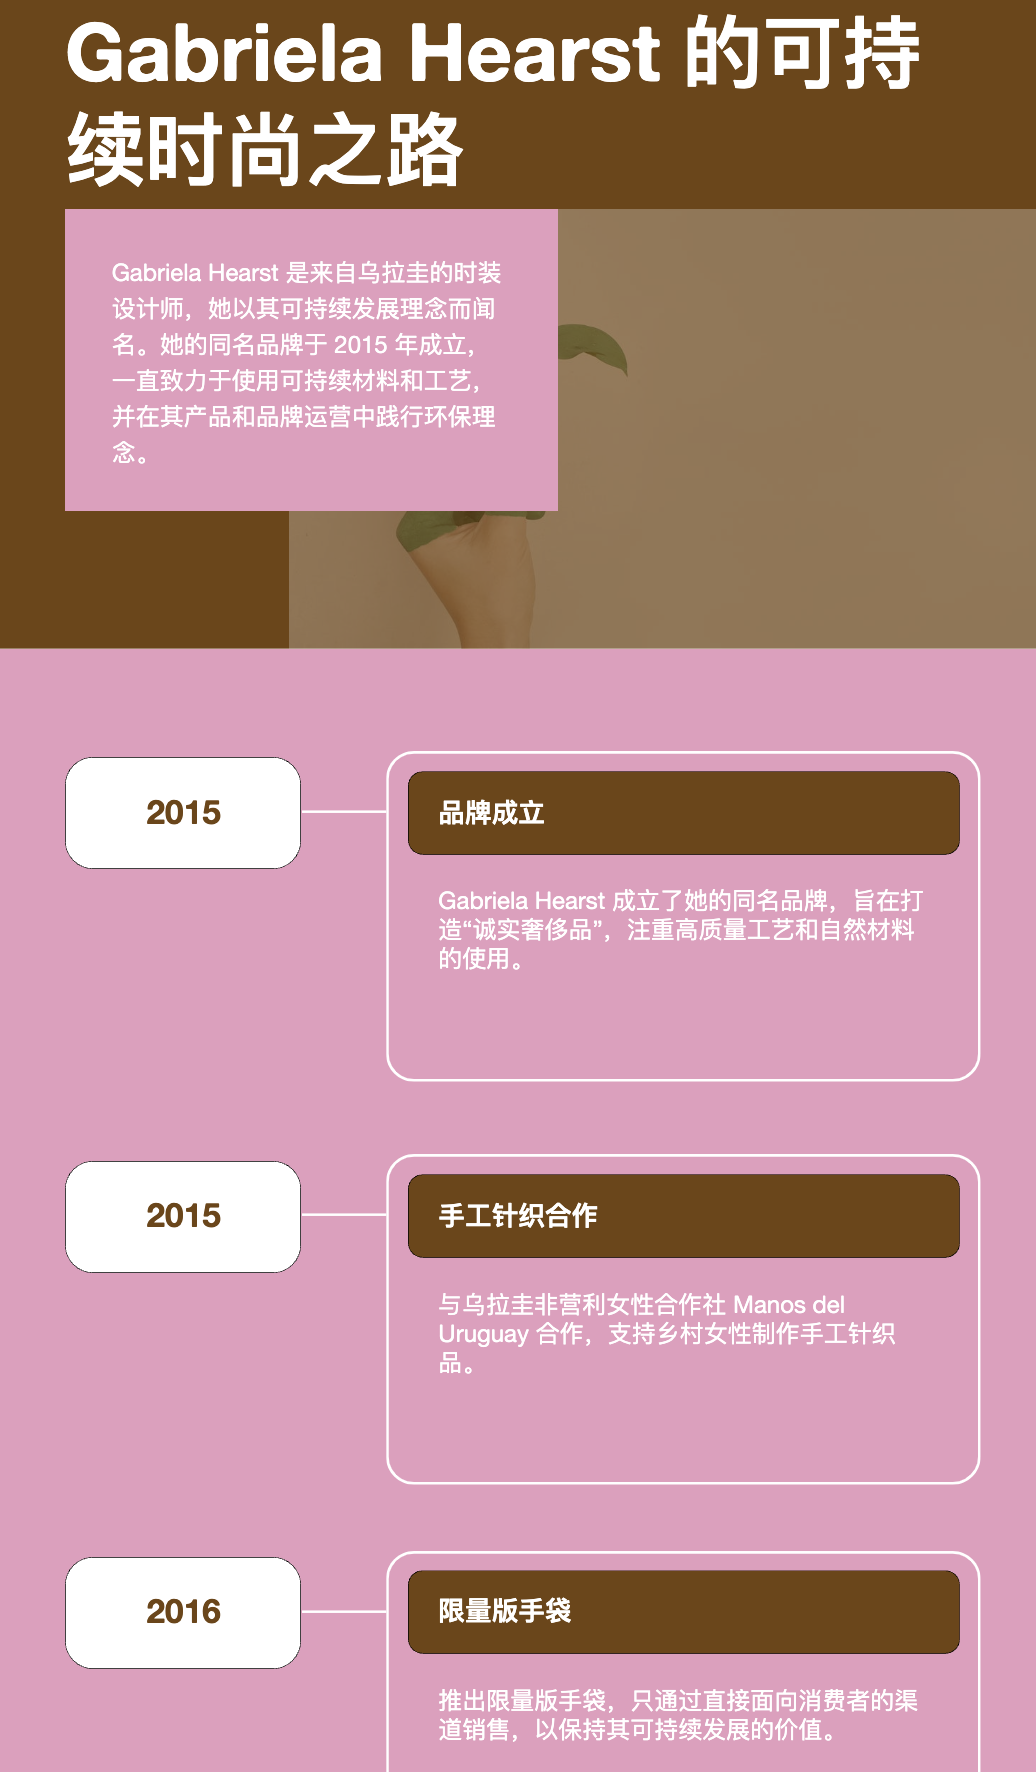 Gabriela Hearst 的可持
续时尚之路
Gabriela Hearst 是来自乌拉圭的时装
设计师，她以其可持续发展理念而闻
名。她的同名品牌于 2015 年成立，
一直致力于使用可持续材料和工艺，
并在其产品和品牌运营中践行环保理
念。
2015
品牌成立
Gabriela Hearst 成立了她的同名品牌，旨在打
造“诚实奢侈品”，注重高质量工艺和自然材料
的使用。
2015
手工针织合作
与乌拉圭非营利女性合作社 Manos del
Uruguay 合作，支持乡村女性制作手工针织
品。
2016
限量版手袋
推出限量版手袋，只通过直接面向消费者的渠
道销售，以保持其可持续发展的价值。